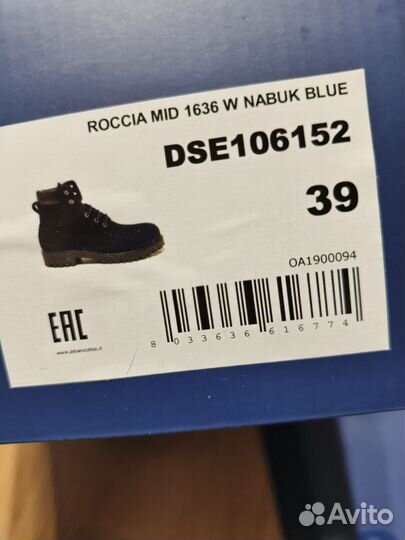 ROCCIA MID 1636 W NABUK BLUE
DSE106152
39
OA1900094
EAC
8 033636 616774
Avito